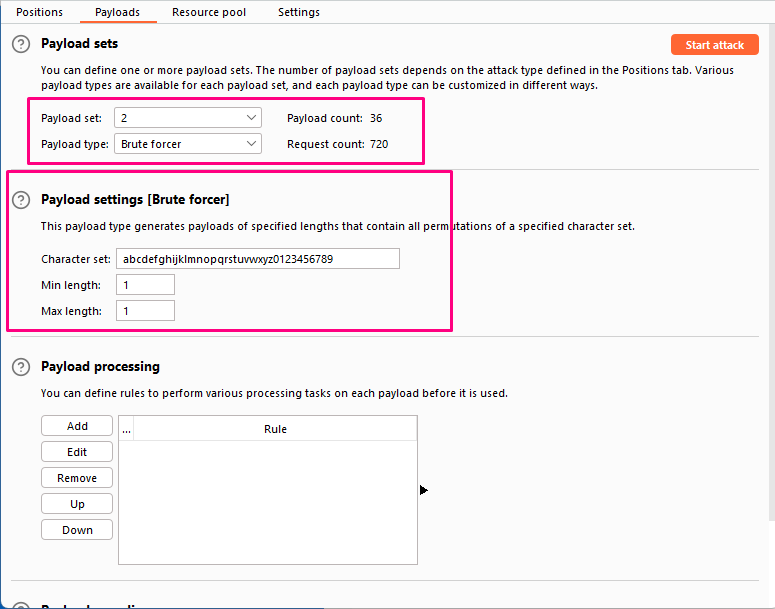 Positions Payloads Resource pool Settings
Payload sets
Start attack
You can define one or more payload sets. The number of payload sets depends on the attack type defined in the Positions tab. Various
payload types are available for each payload set, and each payload type can be customized in different ways.
Payload set: 2 Payload count: 36
Payload type: Brute forcer Request count: 720
Payload settings [Brute forcer]
This payload type generates payloads of specified lengths that contain all permutations of a specified character set.
Character set: abcdefghijklmnopqrstuvwxyz0123456789
Min length: 1
Max length: 1
Payload processing
You can define rules to perform various processing tasks on each payload before it is used.
Add
... Rule
Edit
Remove
Up
Down